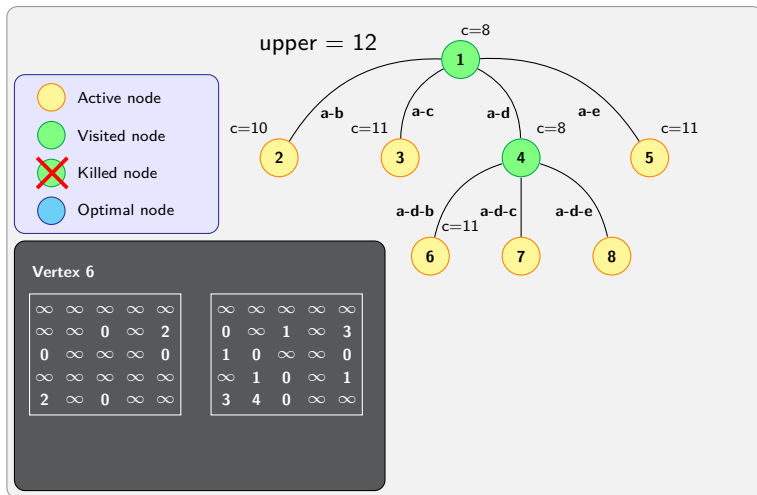 upper = 12
c=8
1
a-b
a-c
a-d
a-e
c=10
c=11
c=8
c=11
2
3
4
5
a-d-b
a-d-c
a-d-e
c=11
6
7
8
Active node
Visited node
Killed node
Optimal node
Vertex 6
∞ ∞ ∞ ∞ ∞
∞ ∞ 0 ∞ 2
0 ∞ ∞ ∞ 0
∞ ∞ ∞ ∞ ∞
2 ∞ 0 ∞ ∞
∞ ∞ ∞ ∞ ∞
0 ∞ 1 ∞ 3
1 0 ∞ ∞ 0
∞ 1 0 ∞ 1
3 4 0 ∞ ∞